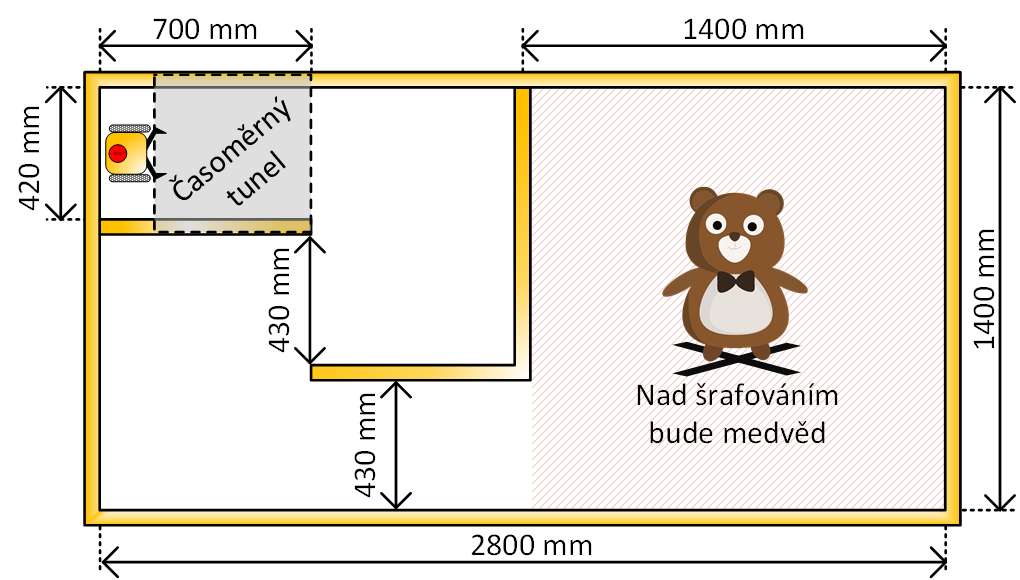 700 mm
1400 mm
420 mm
Časoměrný
tunel
430 mm
1400 mm
430 mm
Nad šrafováním
bude medvěd
2800 mm